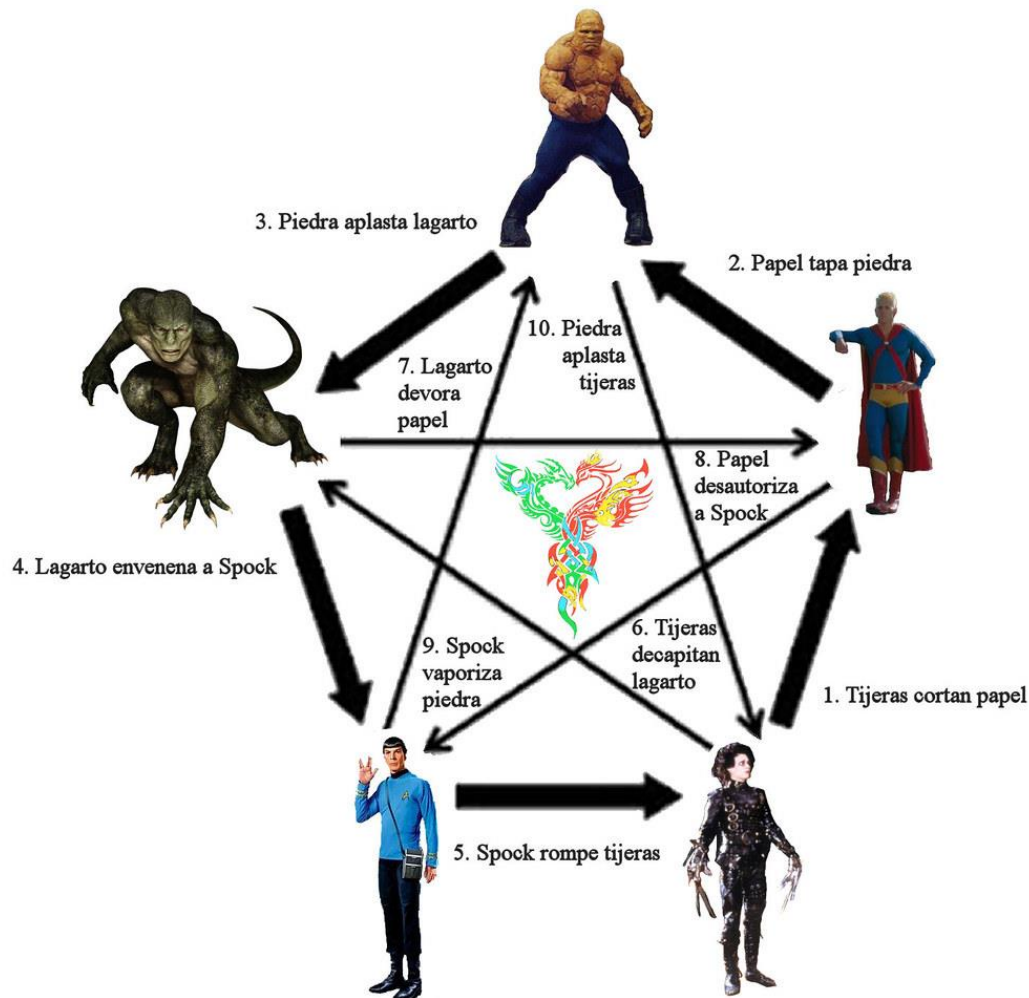 3. Piedra aplasta lagarto
2. Papel tapa piedra
10. Piedra
aplasta
tijeras
7. Lagarto
devora
papel
8. Papel
desautoriza
a Spock
4. Lagarto envenena a Spock
9. Spock
vaporiza
piedra
6. Tijeras
decapitan
lagarto
1. Tijeras cortan papel
5. Spock rompe tijeras